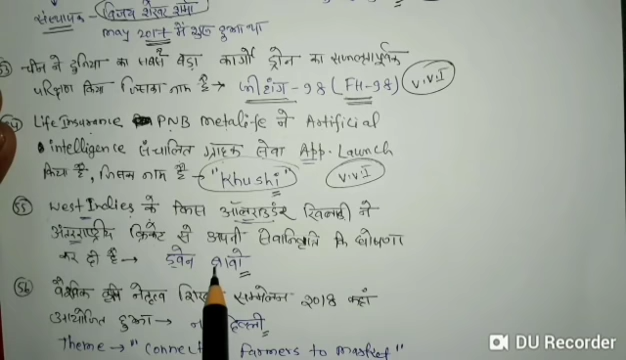 संस्थापक - विजय शेखर शर्मा
May 2017 में शुरू हुआ था
चीन ने दुनिया का सबसे बड़ा कार्गो ड्रोन का सफलतापूर्वक
परिक्षण किया जिसका नाम है → -98 (FH-98) V.V.I
Life Insurance PNB Metalife ने Artificial
intelligence संचालित ग्राहक सेवा App. Launch
किया है, जिसका नाम है → "Khushi" V.V.I
55 West Indies के किस ऑलराउंडर खिलाड़ी ने
अंतरराष्ट्रीय क्रिकेट से अपनी सेवानिवृत्ति कि घोषणा
कर दी है → ड्वेन ब्रावो
56 वैश्विक कृषि नेतृत्व सम्मेलन 2018 कहां
आयोजित हुआ →
Theme → "Connect farmers to market"
DU Recorder